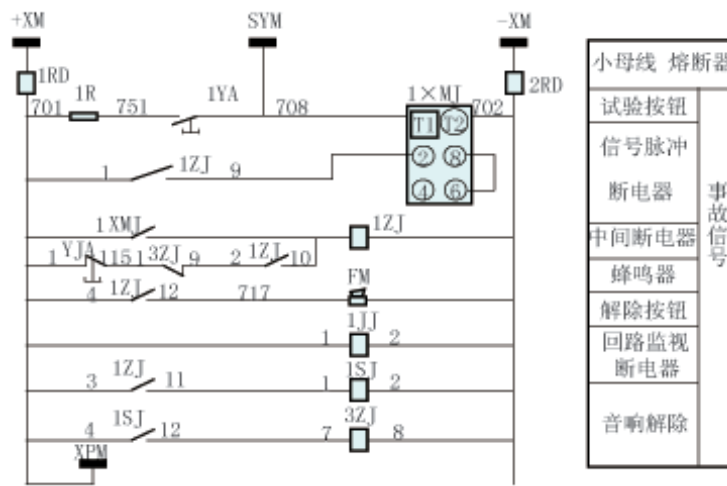 +XM SYM -XM
1RD 2RD
701 1R 751 1YA 708 1×MJ 702
T1 T2
② ⑧
④ ⑥
1 1ZJ 9
1 XMJ 1ZJ
1 YJA 115 1 3ZJ 9 2 1ZJ 10
4 1ZJ 12 717 FM
1JJ
1 2
3 1ZJ 11 1 1SJ 2
4 1SJ 12 7 3ZJ 8
XPM
小母线 熔断器
试验按钮
信号脉冲
断电器
中间断电器
蜂鸣器
解除按钮
回路监视
断电器
音响解除
事故信号